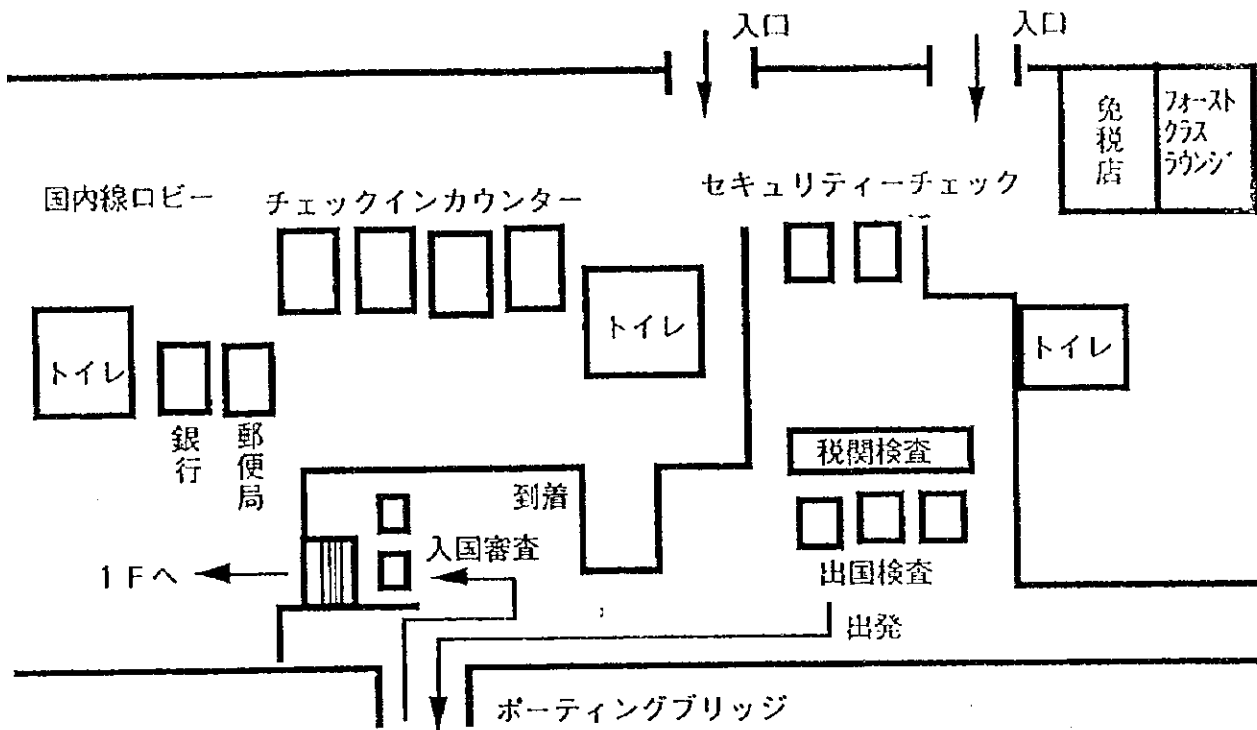 入口
入口
免税店
フォースト
クラス
ラウンジ
国内線ロビー
チェックインカウンター
セキュリティーチェック
トイレ
トイレ
トイレ
銀行
郵便局
税関検査
到着
入国審査
1Fへ
出国検査
出発
ボーティングブリッジ